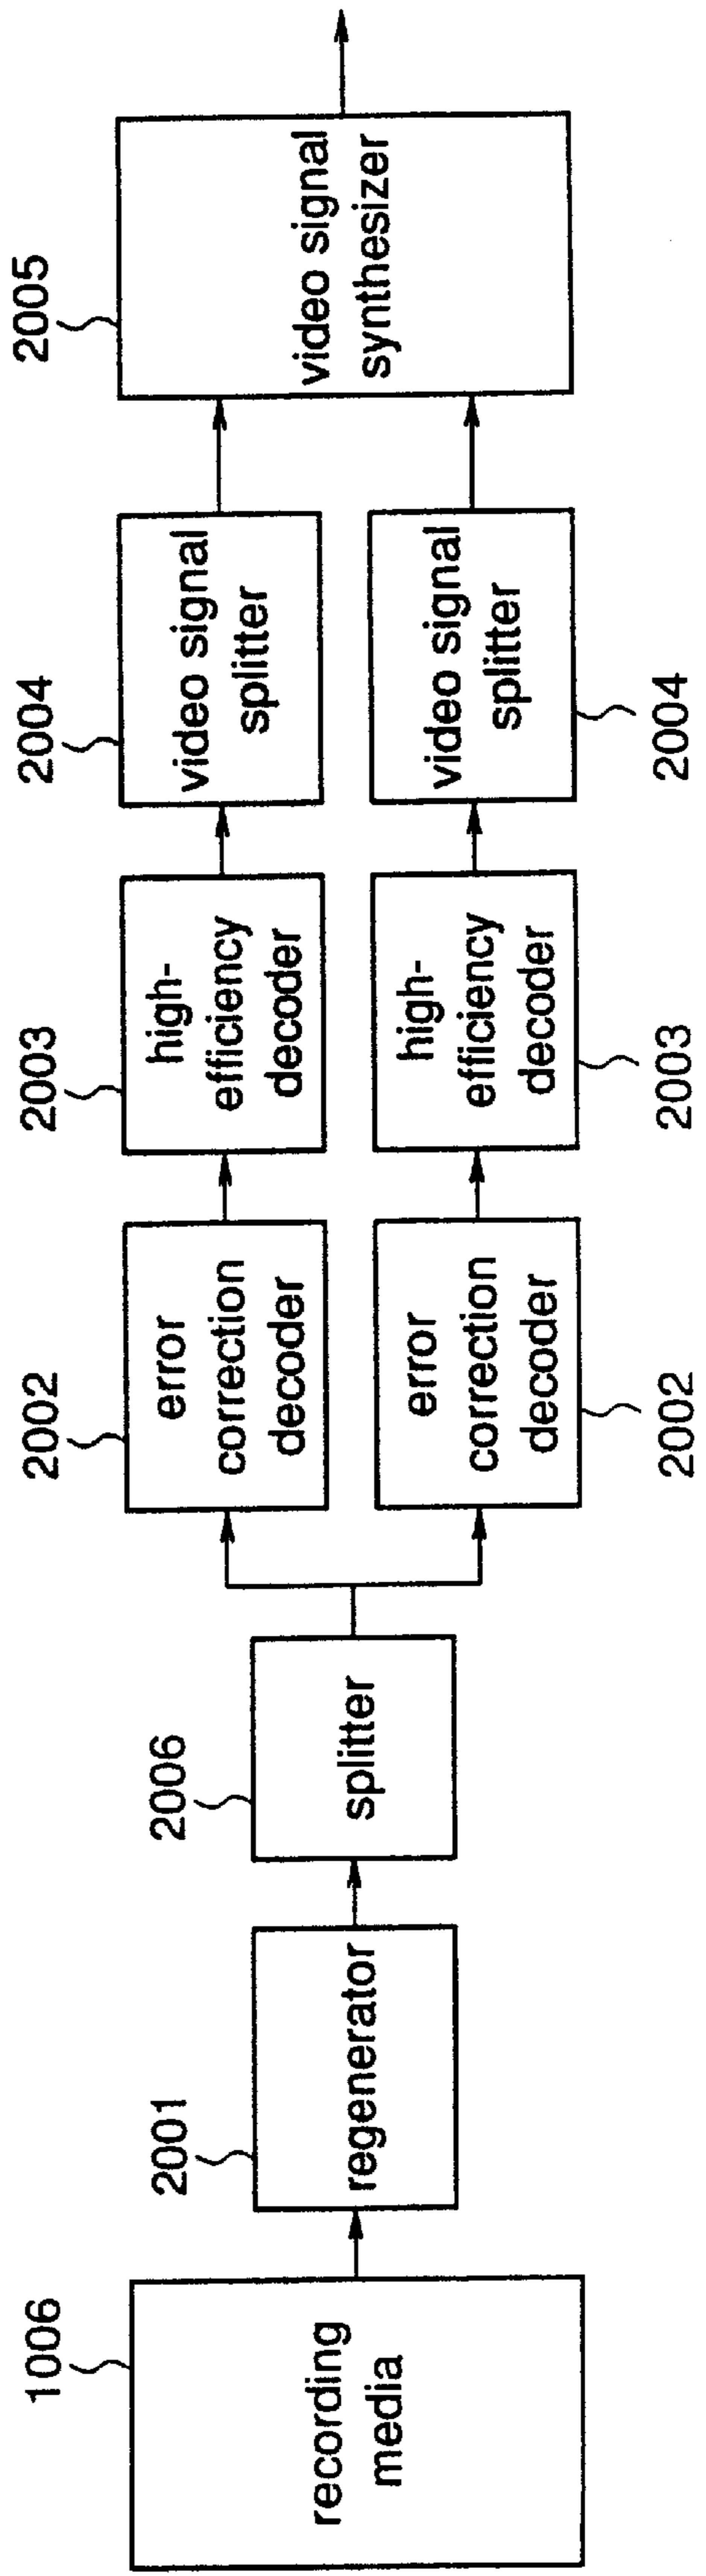 1006
recording
media
2001
regenerator
2006
splitter
2002
error
correction
decoder
2003
high-
efficiency
decoder
2004
video signal
splitter
error
correction
decoder
2002
high-
efficiency
decoder
2003
video signal
splitter
2004
2005
video signal
synthesizer